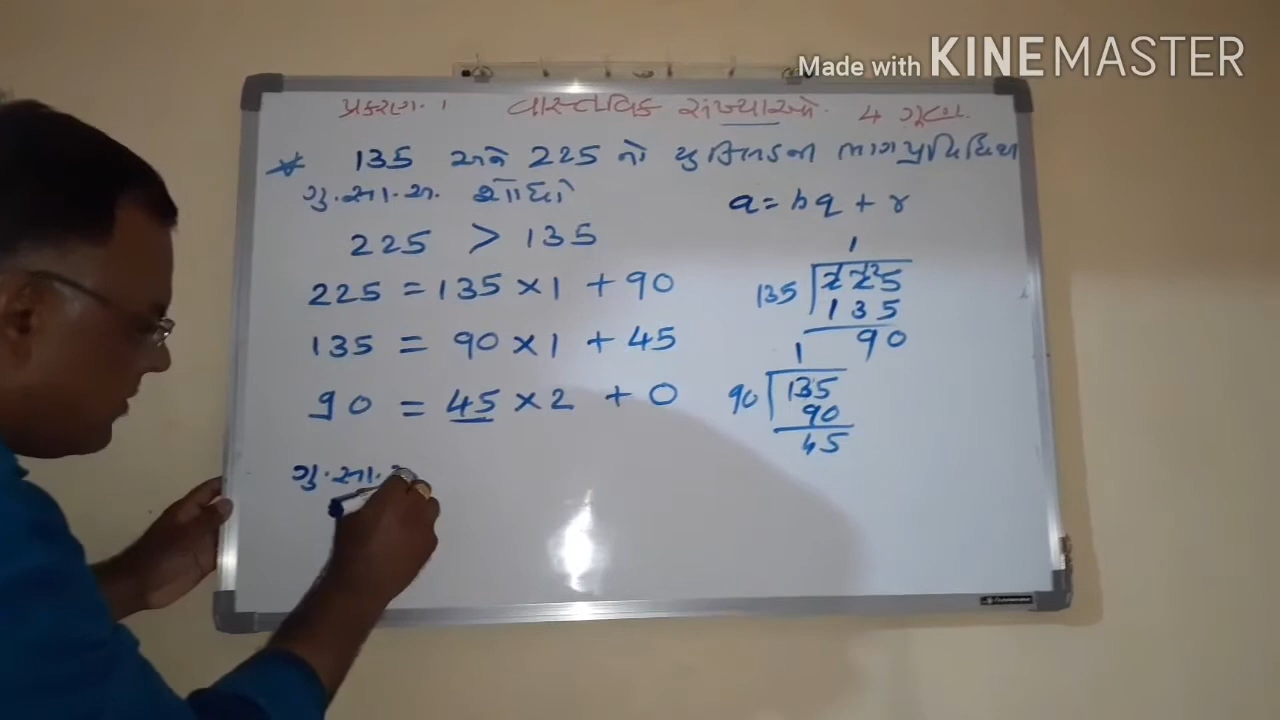 Made with KINEMASTER
પ્રકરણ. 1 વાસ્તવિક સંખ્યાઓ. 4 ગુણ
* 135 અને 225 નો યુક્લિડના ભાગપ્રવિધિથી
ગુ.સા.અ. શોધો
a = bq + r
225 > 135
225 = 135 × 1 + 90
135 = 90 × 1 + 45
90 = 45 × 2 + 0
ગુ.સા.
1
135 225
135
90
1
90 135
90
45